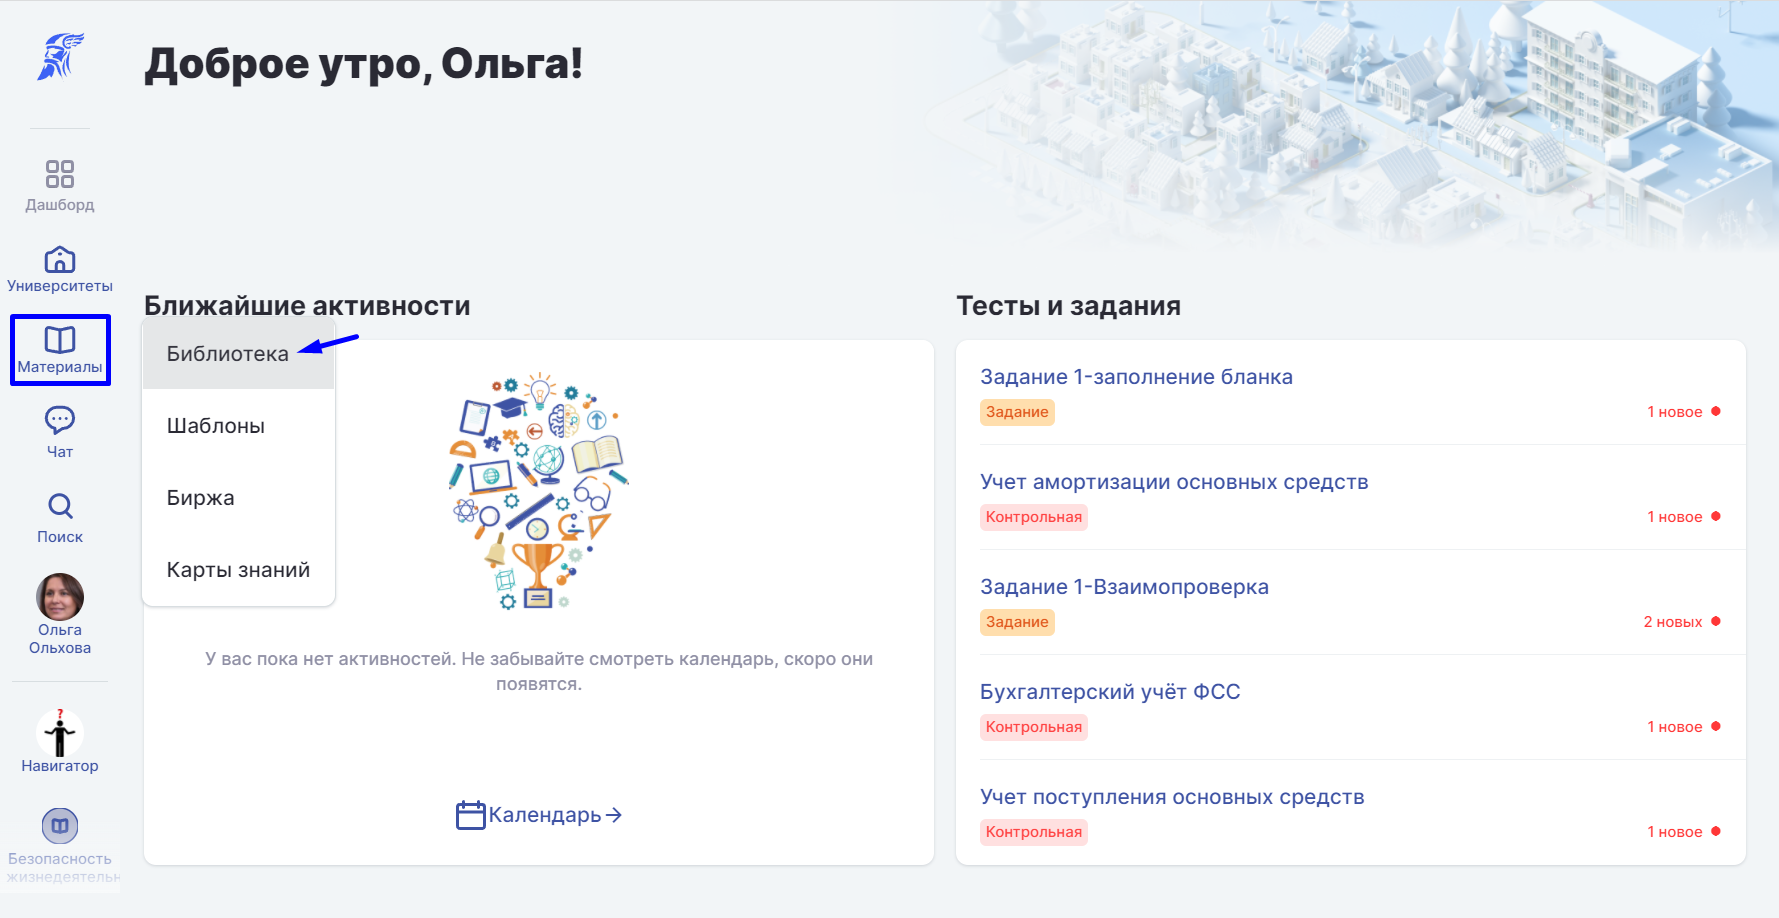 Доброе утро, Ольга!
Дашборд
Университеты
Материалы
Чат
Поиск
Ольга
Ольхова
?
Навигатор
Безопасность
жизнедеятельн
Ближайшие активности
Библиотека
Шаблоны
Биржа
Карты знаний
У вас пока нет активностей. Не забывайте смотреть календарь, скоро они
появятся.
Календарь→
Тесты и задания
Задание 1-заполнение бланка
Задание
1 новое
Учет амортизации основных средств
Контрольная
1 новое
Задание 1-Взаимопроверка
Задание
2 новых
Бухгалтерский учёт ФСС
Контрольная
1 новое
Учет поступления основных средств
Контрольная
1 новое